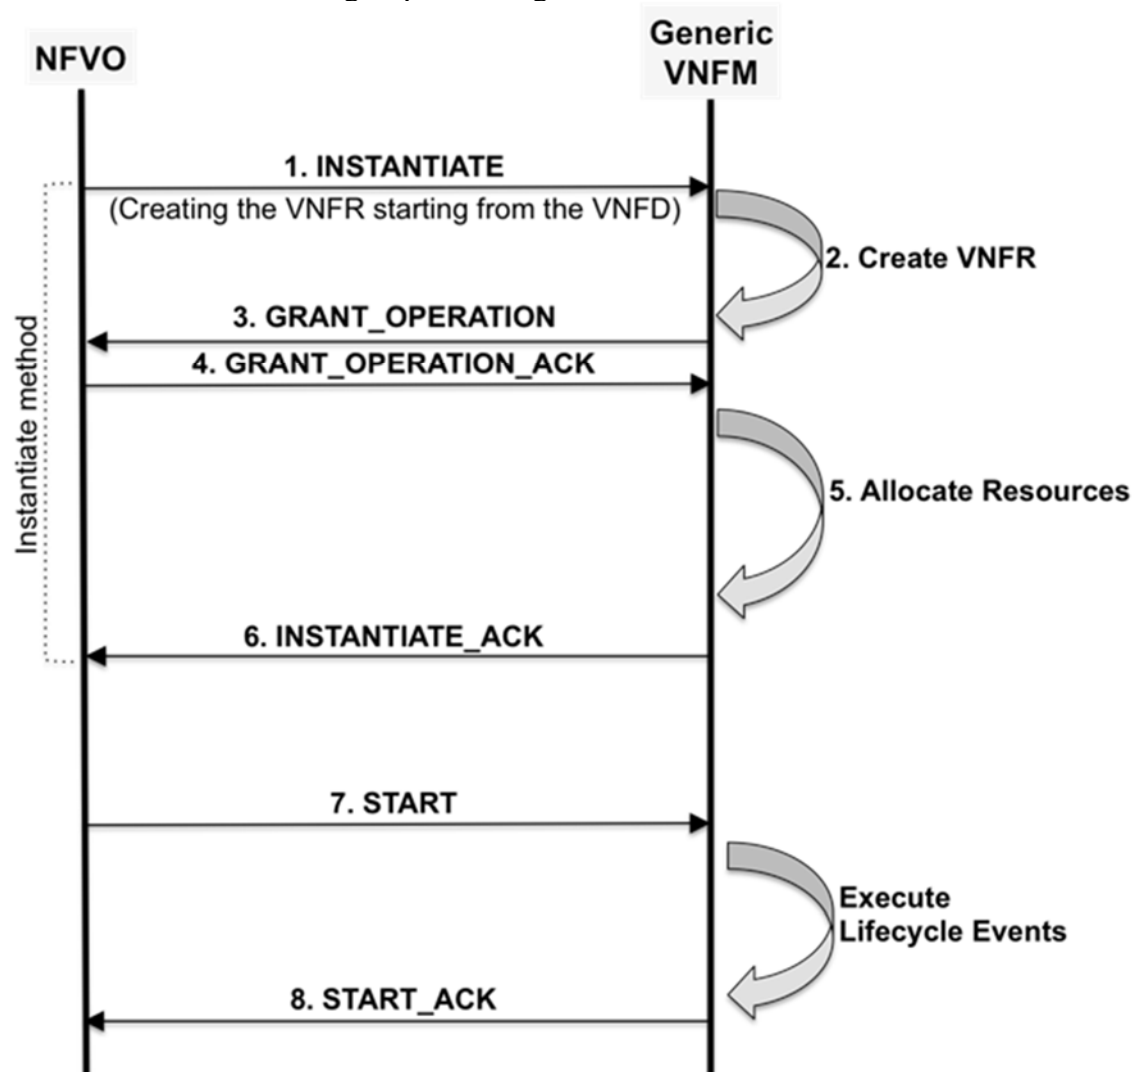 NFVO
Generic
VNFM
1. INSTANTIATE
(Creating the VNFR starting from the VNFD)
2. Create VNFR
3. GRANT_OPERATION
4. GRANT_OPERATION_ACK
Instantiate method
5. Allocate Resources
6. INSTANTIATE_ACK
7. START
Execute
Lifecycle Events
8. START_ACK